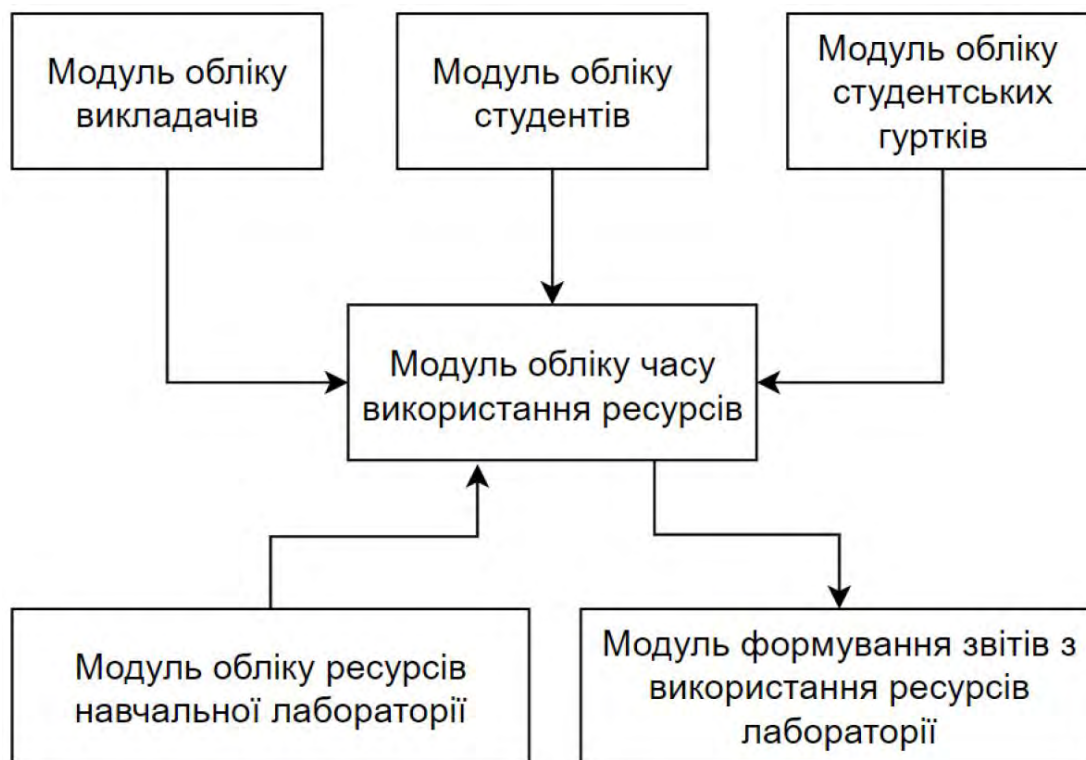 Модуль обліку
викладачів
Модуль обліку
студентів
Модуль обліку
студентських
гуртків
Модуль обліку часу
використання ресурсів
Модуль обліку ресурсів
навчальної лабораторії
Модуль формування звітів з
використання ресурсів
лабораторії